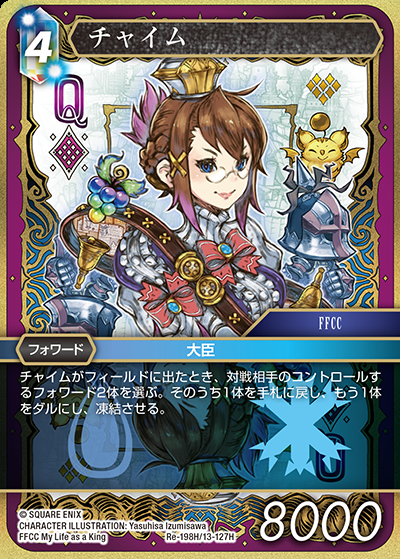 4
チャイム
Q
FFCC
フォワード
大臣
チャイムがフィールドに出たとき、対戦相手のコントロールす
るフォワード2体を選ぶ。そのうち1体を手札に戻し、もう1体
をダルにし、凍結させる。
© SQUARE ENIX
CHARACTER ILLUSTRATION: Yasuhisa Izumisawa
FFCC My Life as a King
Re-198H/13-127H
8000